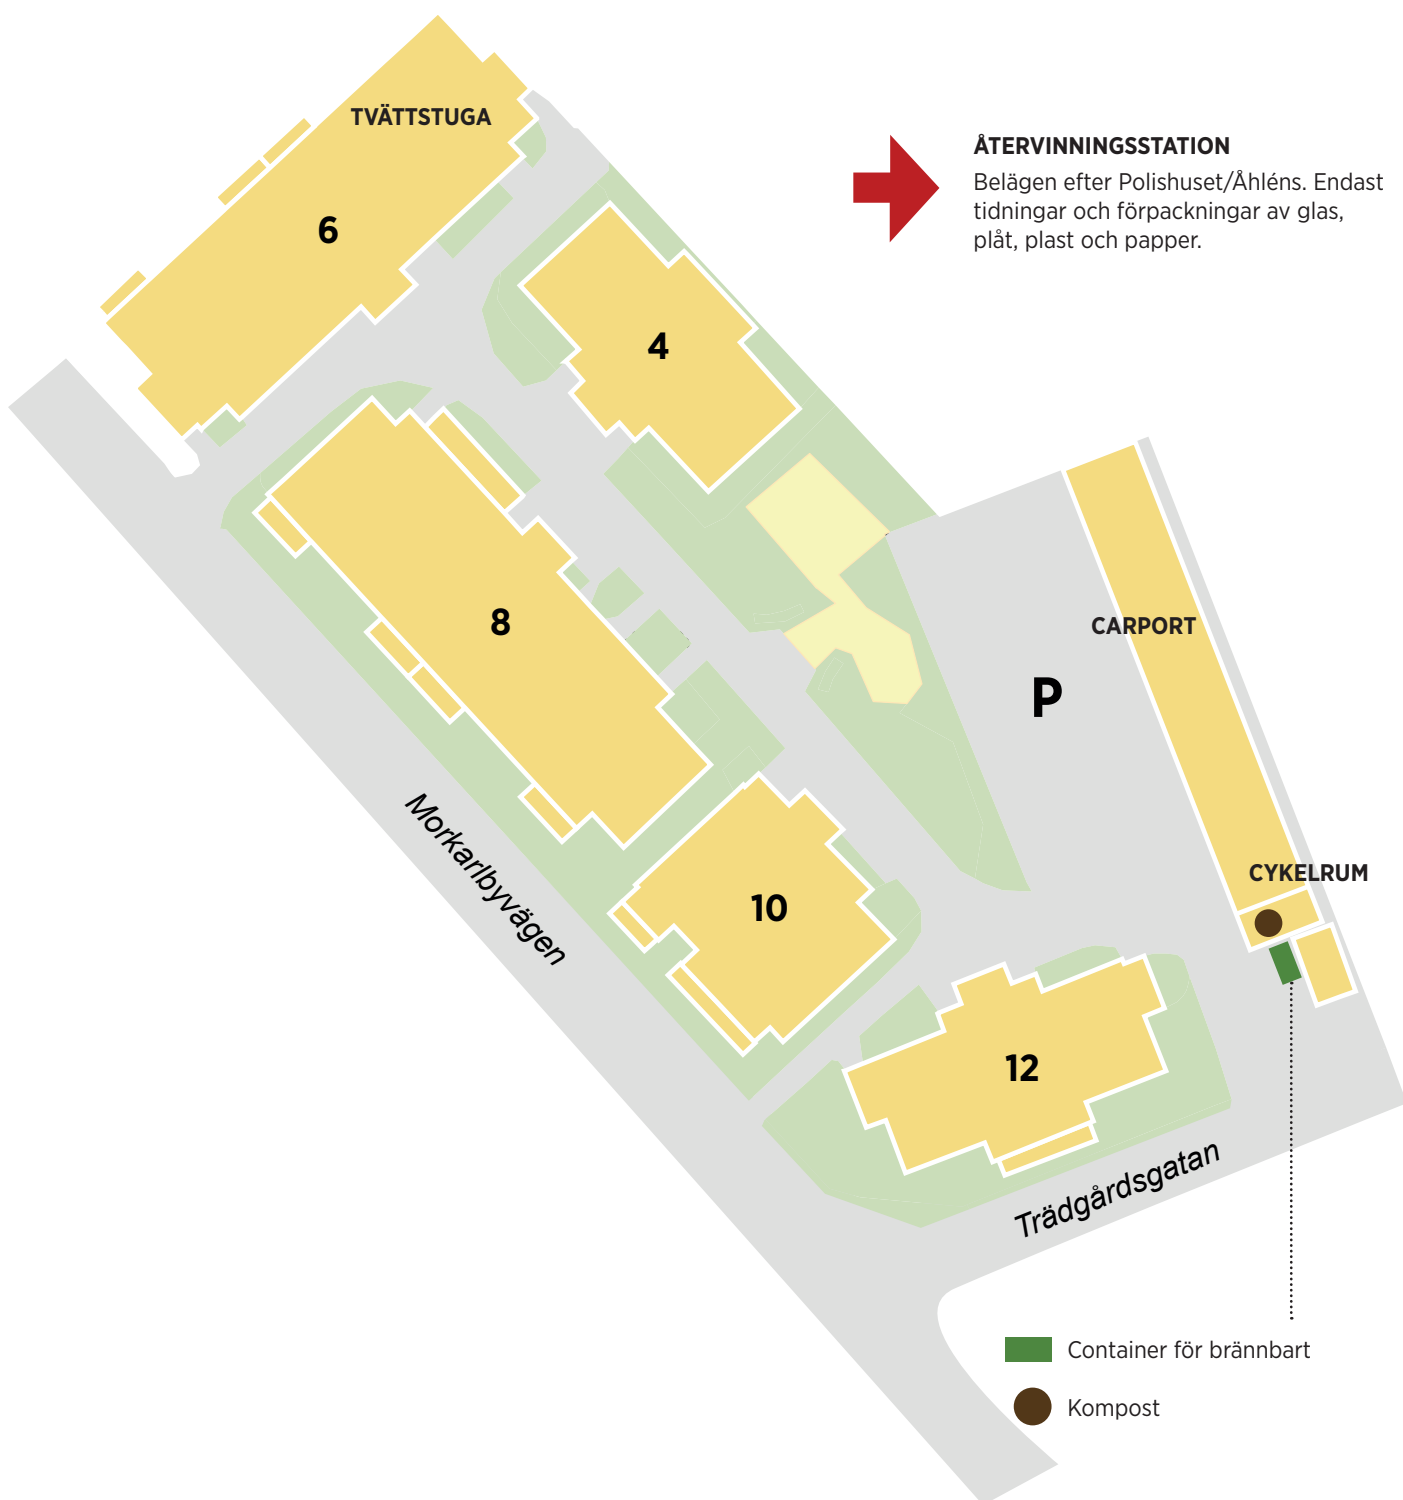 TVÄTTSTUGA
ÅTERVINNINGSSTATION
Belägen efter Polishuset/Åhléns. Endast
tidningar och förpackningar av glas,
plåt, plast och papper.
6
4
8
CARPORT
P
Morkarlbyvägen
CYKELRUM
10
12
Trädgårdsgatan
Container för brännbart
Kompost